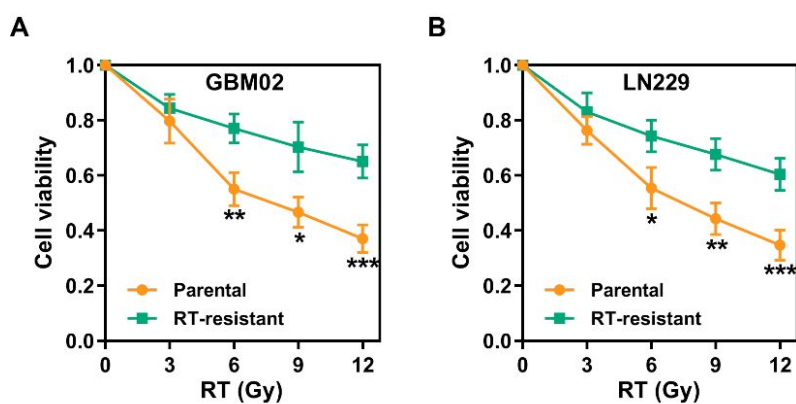 A
GBM02
Cell viability
1.0
0.8
0.6
0.4
0.2
0.0
**
*
***
Parental
RT-resistant
0 3 6 9 12
RT (Gy)
B
LN229
Cell viability
1.0
0.8
0.6
0.4
0.2
0.0
*
**
***
Parental
RT-resistant
0 3 6 9 12
RT (Gy)